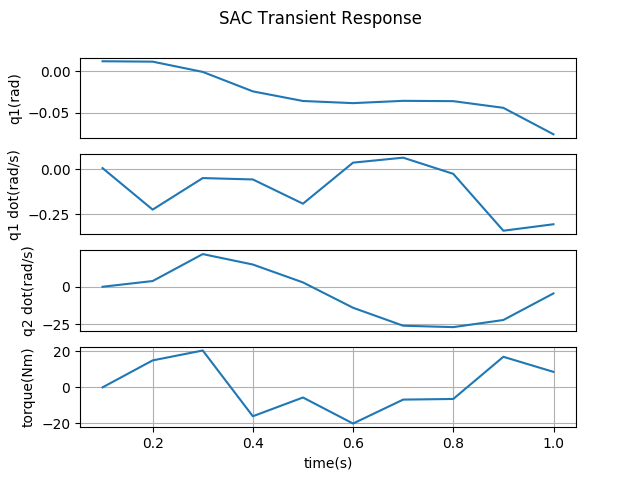 SAC Transient Response
0.00
−0.05
q1(rad)
0.00
−0.25
q1 dot(rad/s)
0
−25
q2 dot(rad/s)
20
0
−20
torque(Nm)
0.2 0.4 0.6 0.8 1.0
time(s)